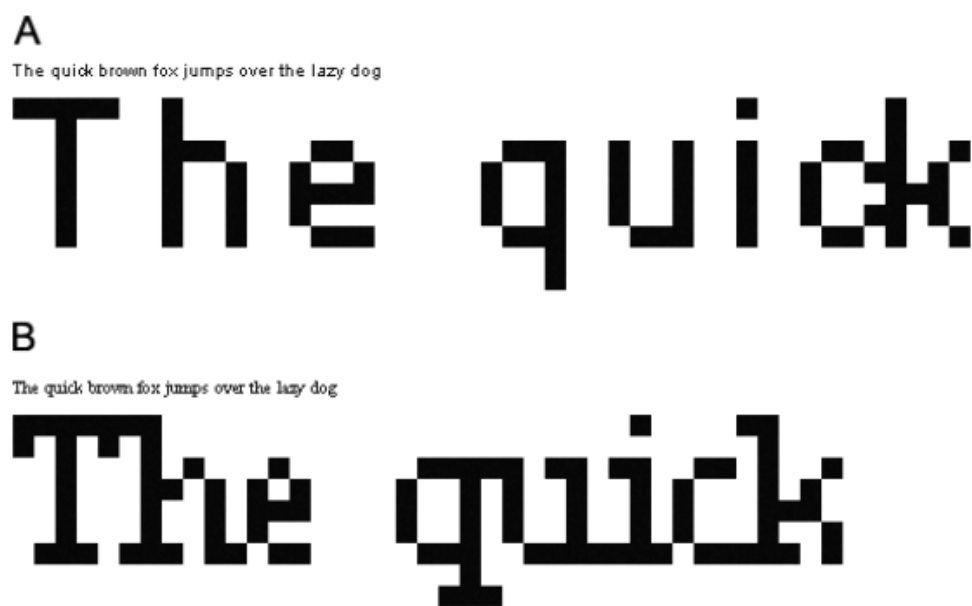 A
The quick brown fox jumps over the lazy dog
The quick
B
The quick brown fox jumps over the lazy dog
The quick